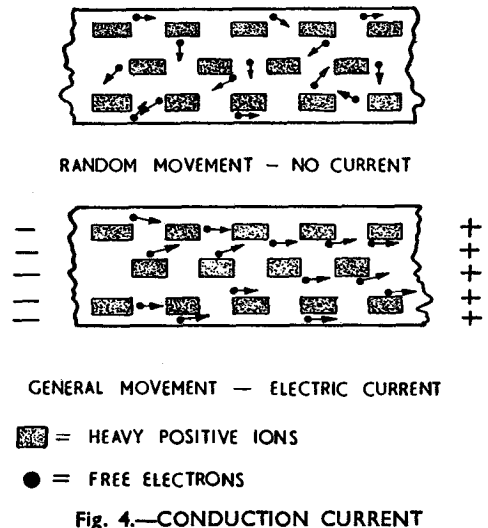 RANDOM MOVEMENT — NO CURRENT
— +
— +
— +
— +
— +
GENERAL MOVEMENT — ELECTRIC CURRENT
= HEAVY POSITIVE IONS
= FREE ELECTRONS
Fig. 4.—CONDUCTION CURRENT